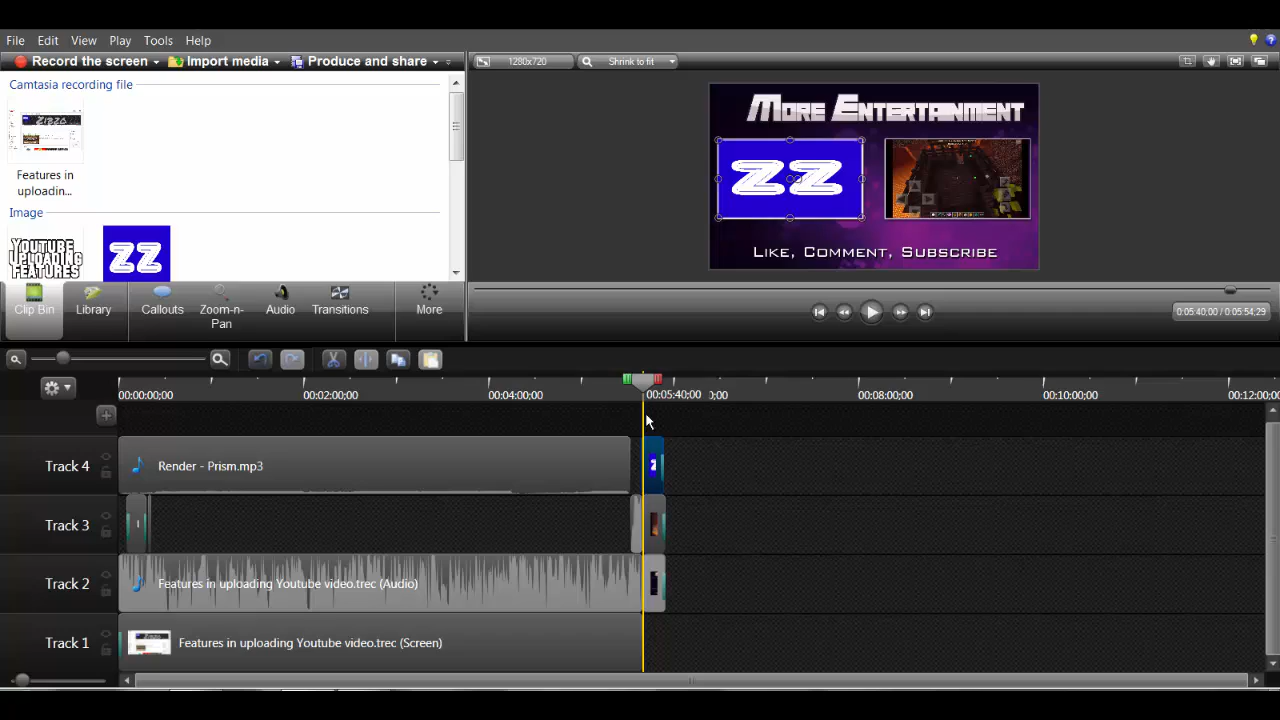 File Edit View Play Tools Help
Record the screen Import media Produce and share 1280x720 Shrink to fit
Camtasia recording file
ZIZZO
Features in
uploadin...
Image
YOUTUBE
UPLOADING
FEATURES
ZZ
MORE ENTERTAINMENT
ZZ
LIKE, COMMENT, SUBSCRIBE
Clip Bin Library Callouts Zoom-n-Pan Audio Transitions More
0:05:40;00 / 0:05:54;29
00:00:00;00 00:02:00;00 00:04:00;00 00:05:40;00 ;00 00:08:00;00 00:10:00;00 00:12:00;00
Track 4 Render - Prism.mp3
Track 3
Track 2 Features in uploading Youtube video.trec (Audio)
Track 1 Features in uploading Youtube video.trec (Screen)